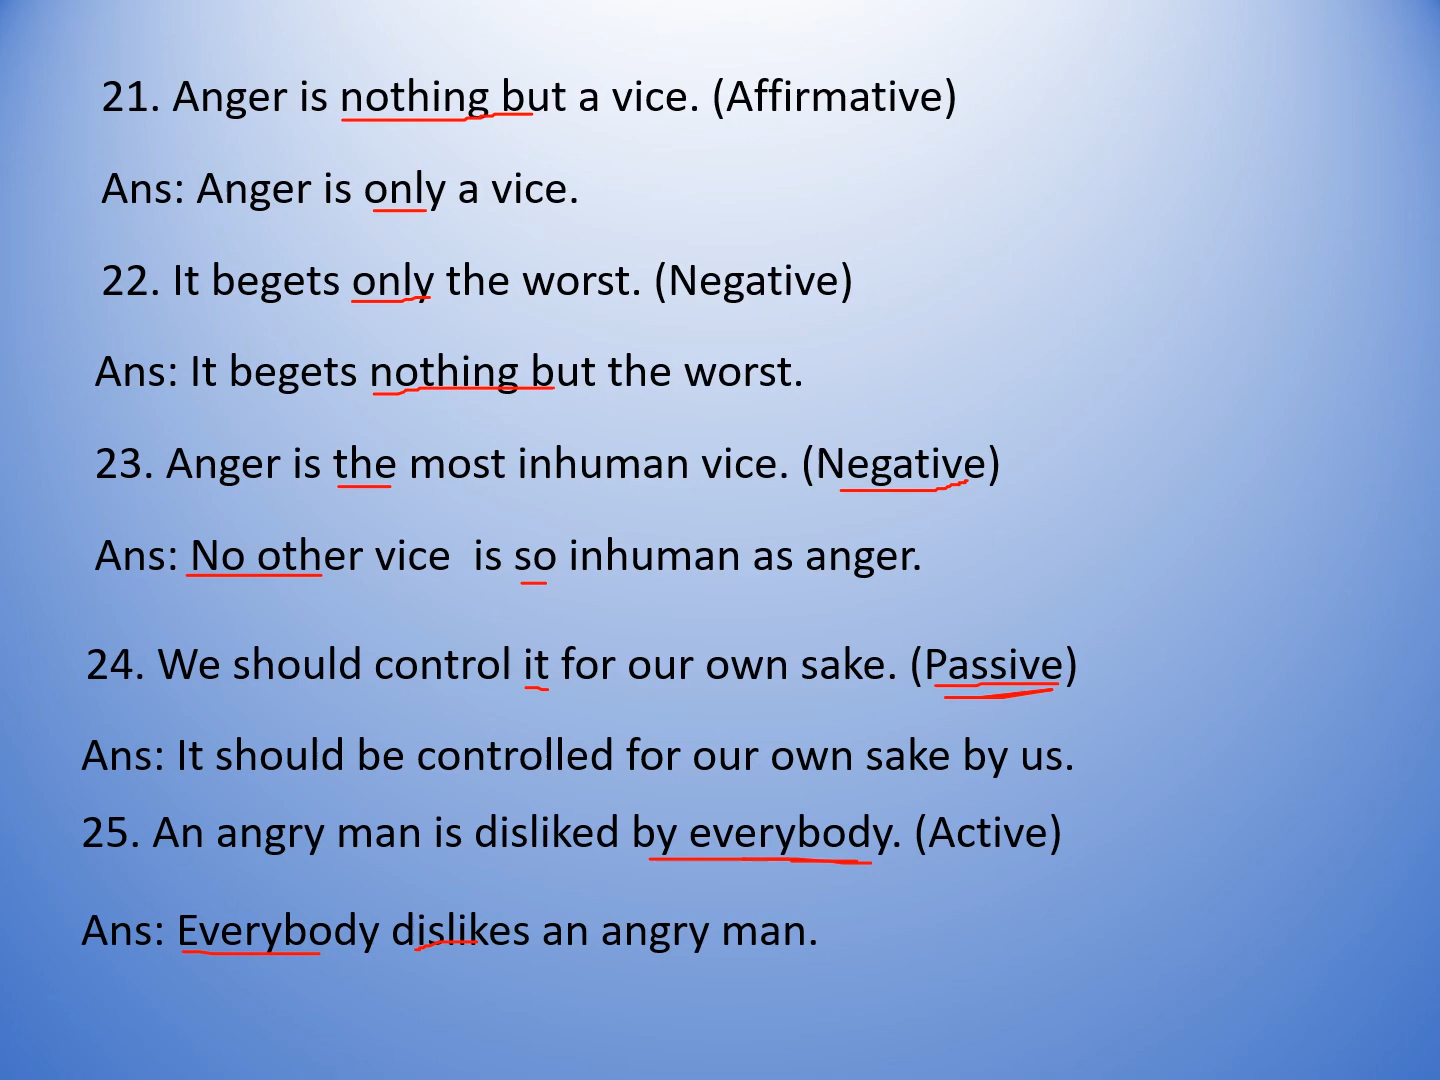 21. Anger is nothing but a vice. (Affirmative)
Ans: Anger is only a vice.
22. It begets only the worst. (Negative)
Ans: It begets nothing but the worst.
23. Anger is the most inhuman vice. (Negative)
Ans: No other vice  is so inhuman as anger.
24. We should control it for our own sake. (Passive)
Ans: It should be controlled for our own sake by us.
25. An angry man is disliked by everybody. (Active)
Ans: Everybody dislikes an angry man.